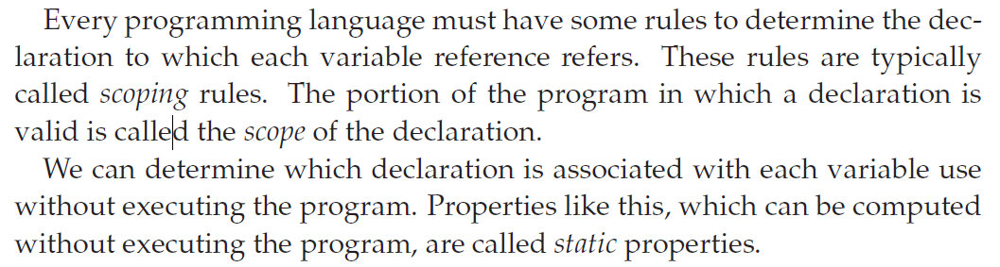 Every programming language must have some rules to determine the dec-
laration to which each variable reference refers. These rules are typically
called scoping rules. The portion of the program in which a declaration is
valid is called the scope of the declaration.
We can determine which declaration is associated with each variable use
without executing the program. Properties like this, which can be computed
without executing the program, are called static properties.